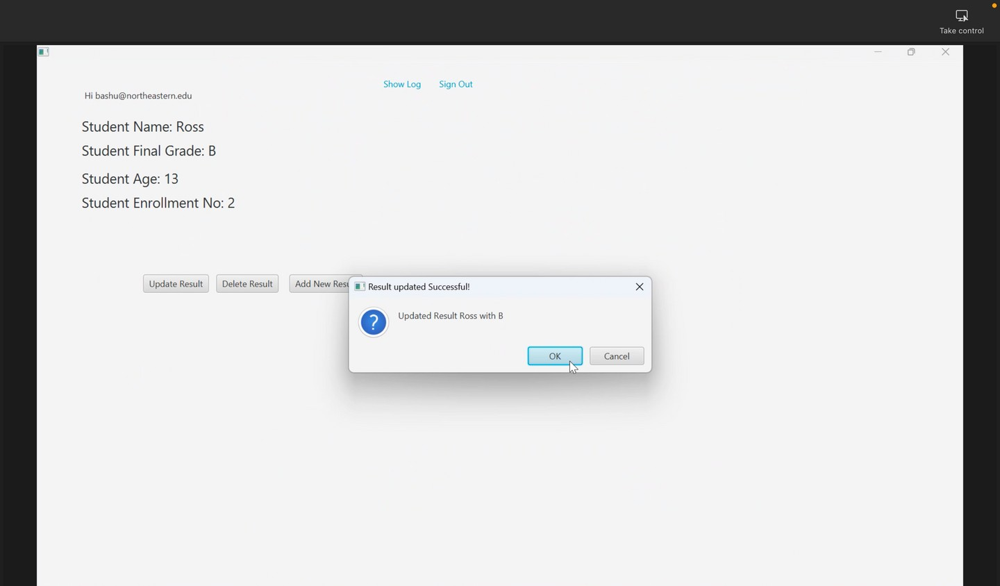 Take control
Show Log Sign Out
Hi bashu@northeastern.edu
Student Name: Ross
Student Final Grade: B
Student Age: 13
Student Enrollment No: 2
Update Result Delete Result Add New
Result updated Successful!
?
Updated Result Ross with B
OK Cancel